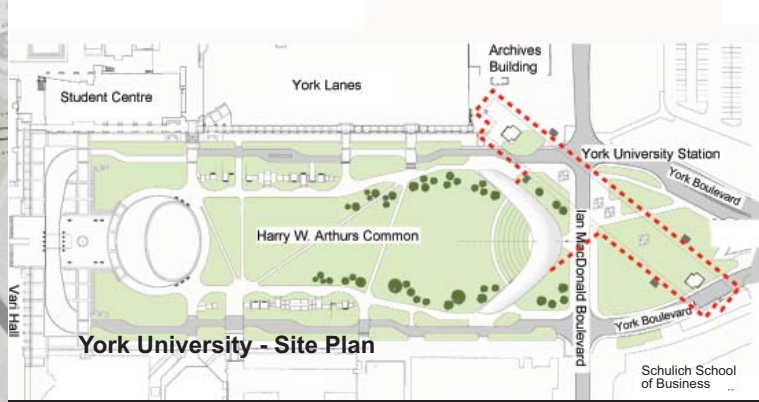 Archives
Building
Student Centre
York Lanes
York University Station
York Boulevard
Harry W. Arthurs Common
Ian MacDonald Boulevard
Vari Hall
York Boulevard
York University - Site Plan
Schulich School
of Business